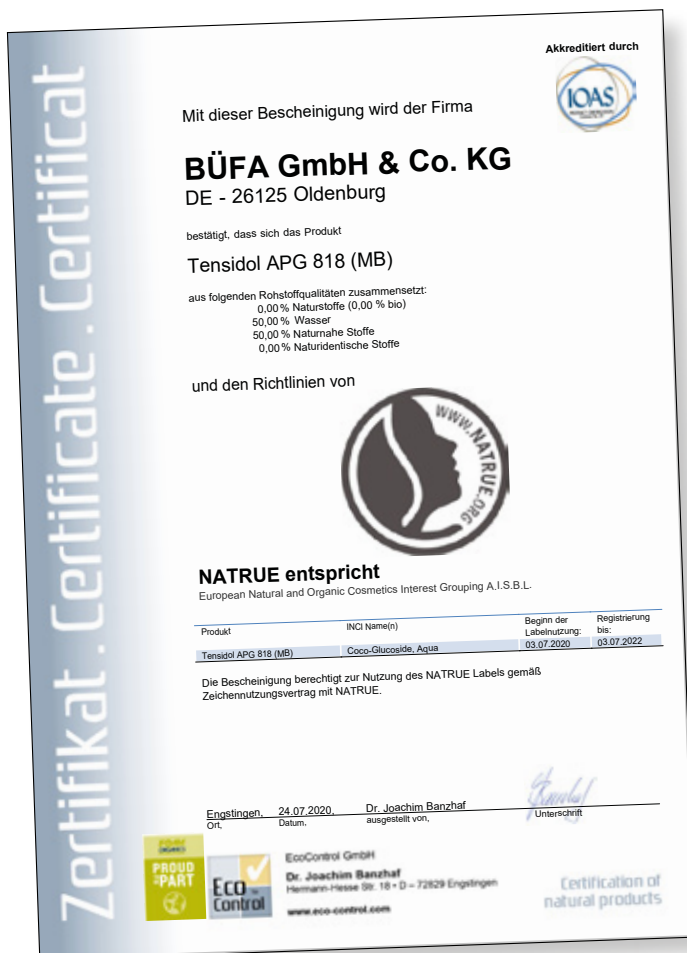 Zertifikat . Certificate . Certificat
Akkreditiert durch
IOAS
Mit dieser Bescheinigung wird der Firma
BÜFA GmbH & Co. KG
DE - 26125 Oldenburg
bestätigt, dass sich das Produkt
Tensidol APG 818 (MB)
aus folgenden Rohstoffqualitäten zusammensetzt:
0,00 % Naturstoffe (0,00 % bio)
50,00 % Wasser
50,00 % Naturnahe Stoffe
0,00 % Naturidentische Stoffe
und den Richtlinien von
WWW.NATRUE.ORG
NATRUE entspricht
European Natural and Organic Cosmetics Interest Grouping A.I.S.B.L.
Produkt INCI Name(n) Beginn der Labelnutzung: Registrierung bis:
Tensidol APG 818 (MB) Coco-Glucoside, Aqua 03.07.2020 03.07.2022
Die Bescheinigung berechtigt zur Nutzung des NATRUE Labels gemäß
Zeichennutzungsvertrag mit NATRUE.
Engstingen, 24.07.2020, Dr. Joachim Banzhaf
Ort, Datum, ausgestellt von, Unterschrift
PROUD
PART
Eco
Control
EcoControl GmbH
Dr. Joachim Banzhaf
Hermann-Hesse Str. 18 • D – 72829 Engstingen
www.eco-control.com
Certification of
natural products